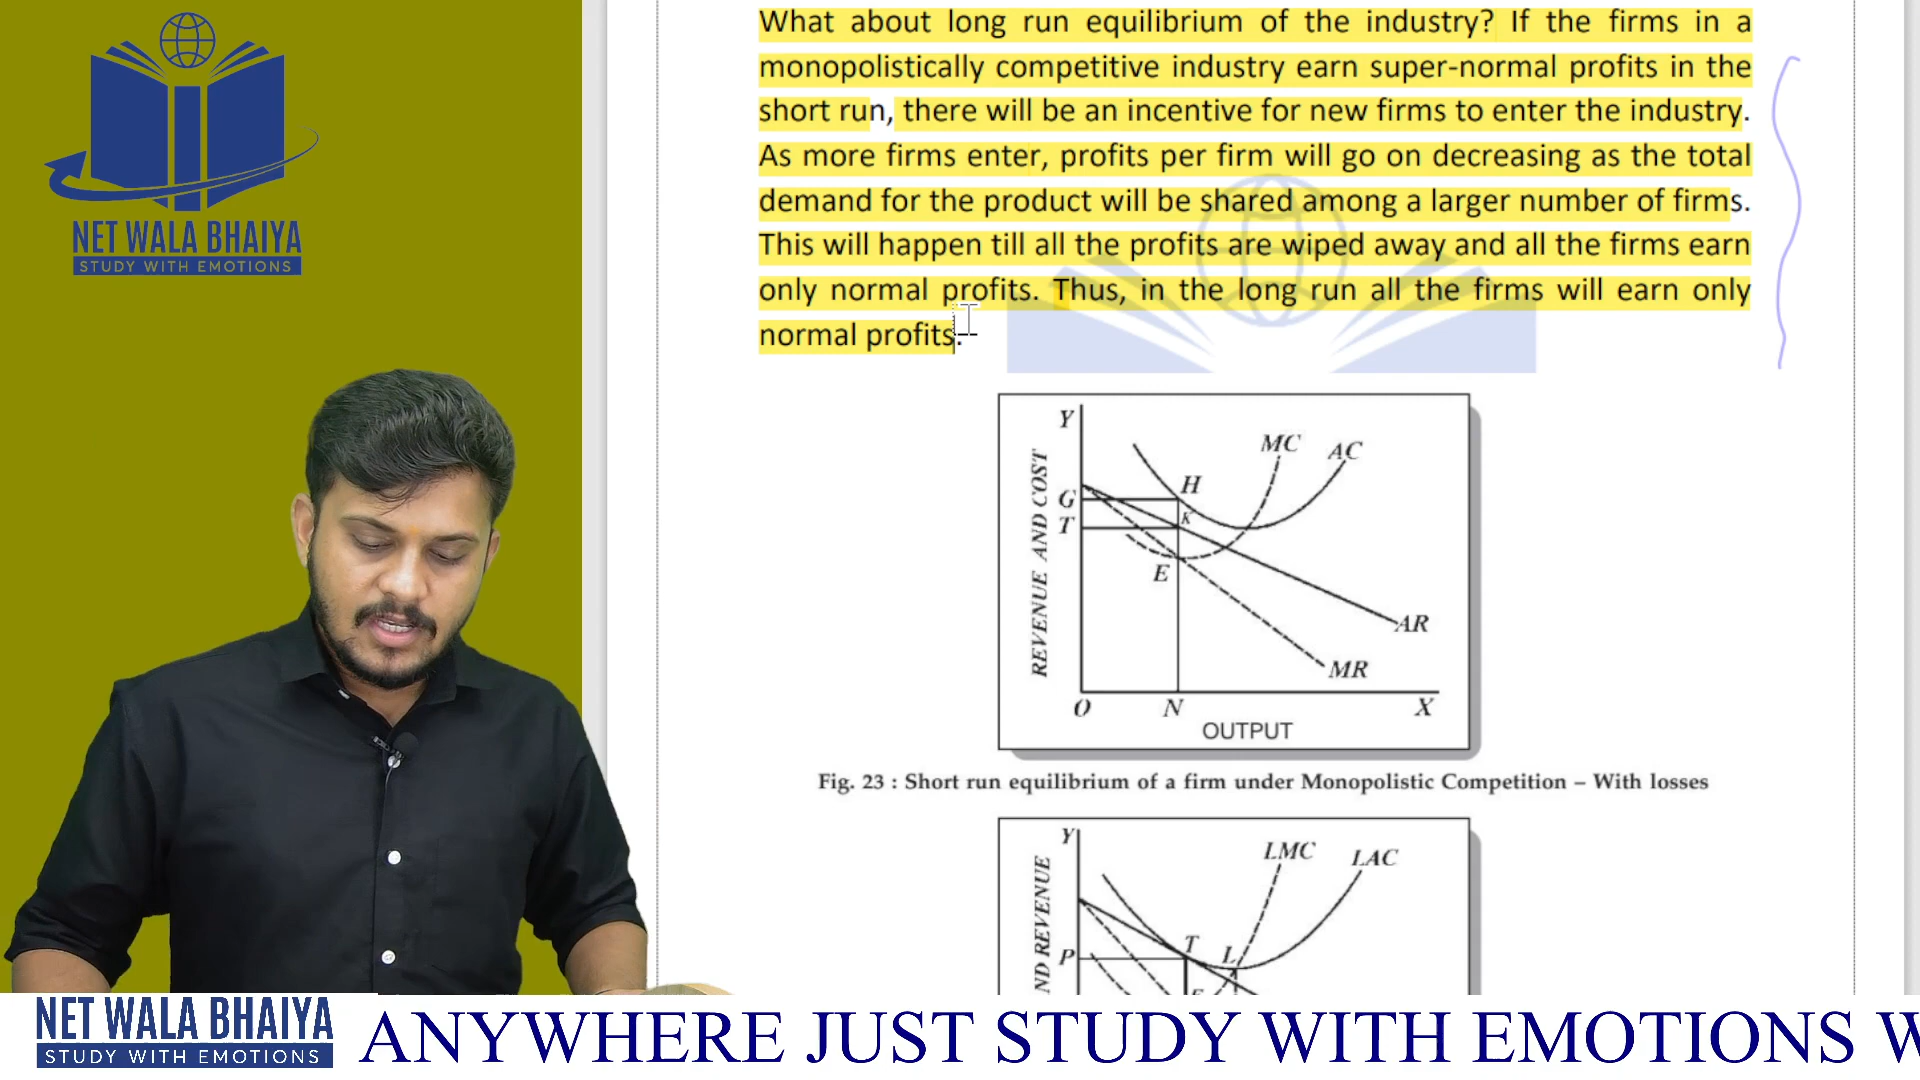 NET WALA BHAIYA
STUDY WITH EMOTIONS
What about long run equilibrium of the industry? If the firms in a
monopolistically competitive industry earn super-normal profits in the
short run, there will be an incentive for new firms to enter the industry.
As more firms enter, profits per firm will go on decreasing as the total
demand for the product will be shared among a larger number of firms.
This will happen till all the profits are wiped away and all the firms earn
only normal profits. Thus, in the long run all the firms will earn only
normal profits.
Y
REVENUE AND COST
MC
AC
G
H
T
K
E
AR
MR
O
N
X
OUTPUT
Fig. 23 : Short run equilibrium of a firm under Monopolistic Competition – With losses
Y
ND REVENUE
LMC
LAC
P
T
L
NET WALA BHAIYA
STUDY WITH EMOTIONS
ANYWHERE JUST STUDY WITH EMOTIONS W